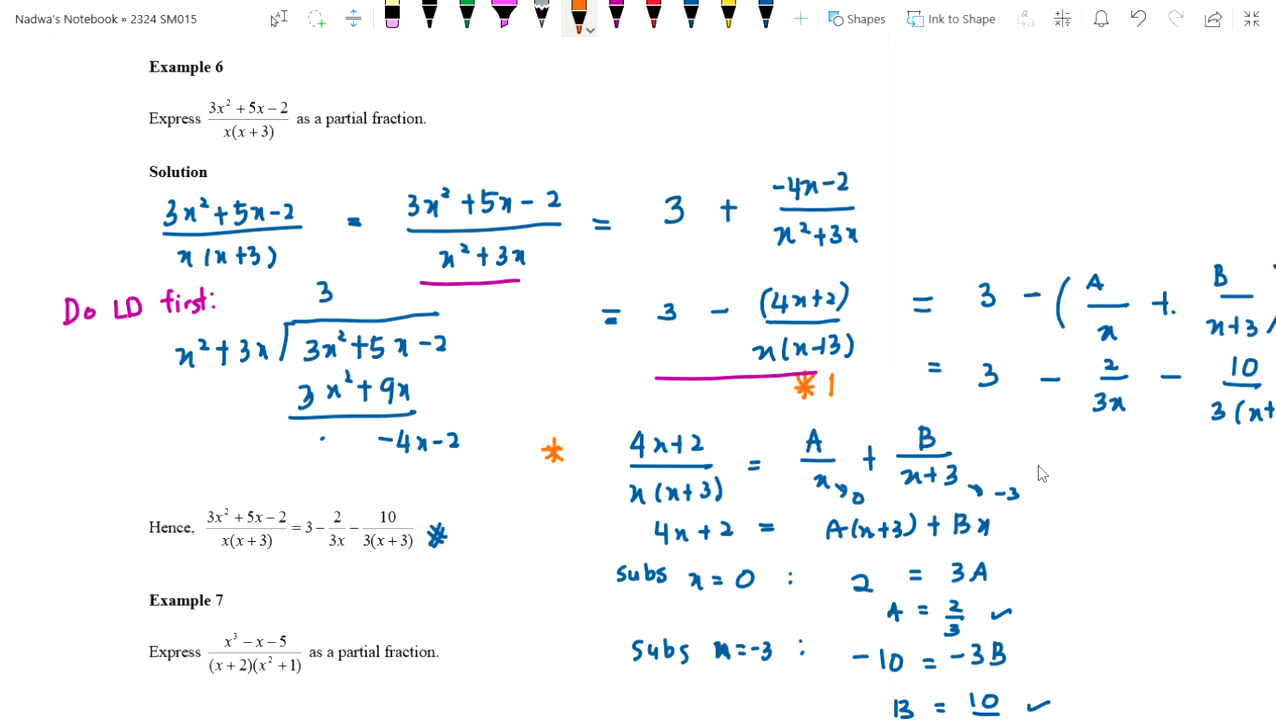 Nadwa's Notebook » 2324 SM015
Shapes
Ink to Shape
Example 6
Express (3x² + 5x − 2)/(x(x + 3)) as a partial fraction.
Solution
(3x² + 5x − 2)/(x(x + 3)) = (3x² + 5x − 2)/(x² + 3x) = 3 + (−4x − 2)/(x² + 3x)
Do LD first:
3
x² + 3x √ 3x² + 5x − 2
3x² + 9x
−4x − 2
= 3 − (4x + 2)/(x(x + 3)) = 3 − (A/x + B/(x + 3)
* 1
= 3 − 2/3x − 10/3(x +
* (4x + 2)/(x(x + 3)) = A/x + B/(x + 3)
→ 0 → −3
4x + 2 = A(x + 3) + Bx
subs x = 0 : 2 = 3A
A = 2/3 ✓
subs x = −3 : −10 = −3B
B = 10 ✓
Hence, (3x² + 5x − 2)/(x(x + 3)) = 3 − 2/3x − 10/3(x + 3) *
Example 7
Express (x³ − x − 5)/((x + 2)(x² + 1)) as a partial fraction.